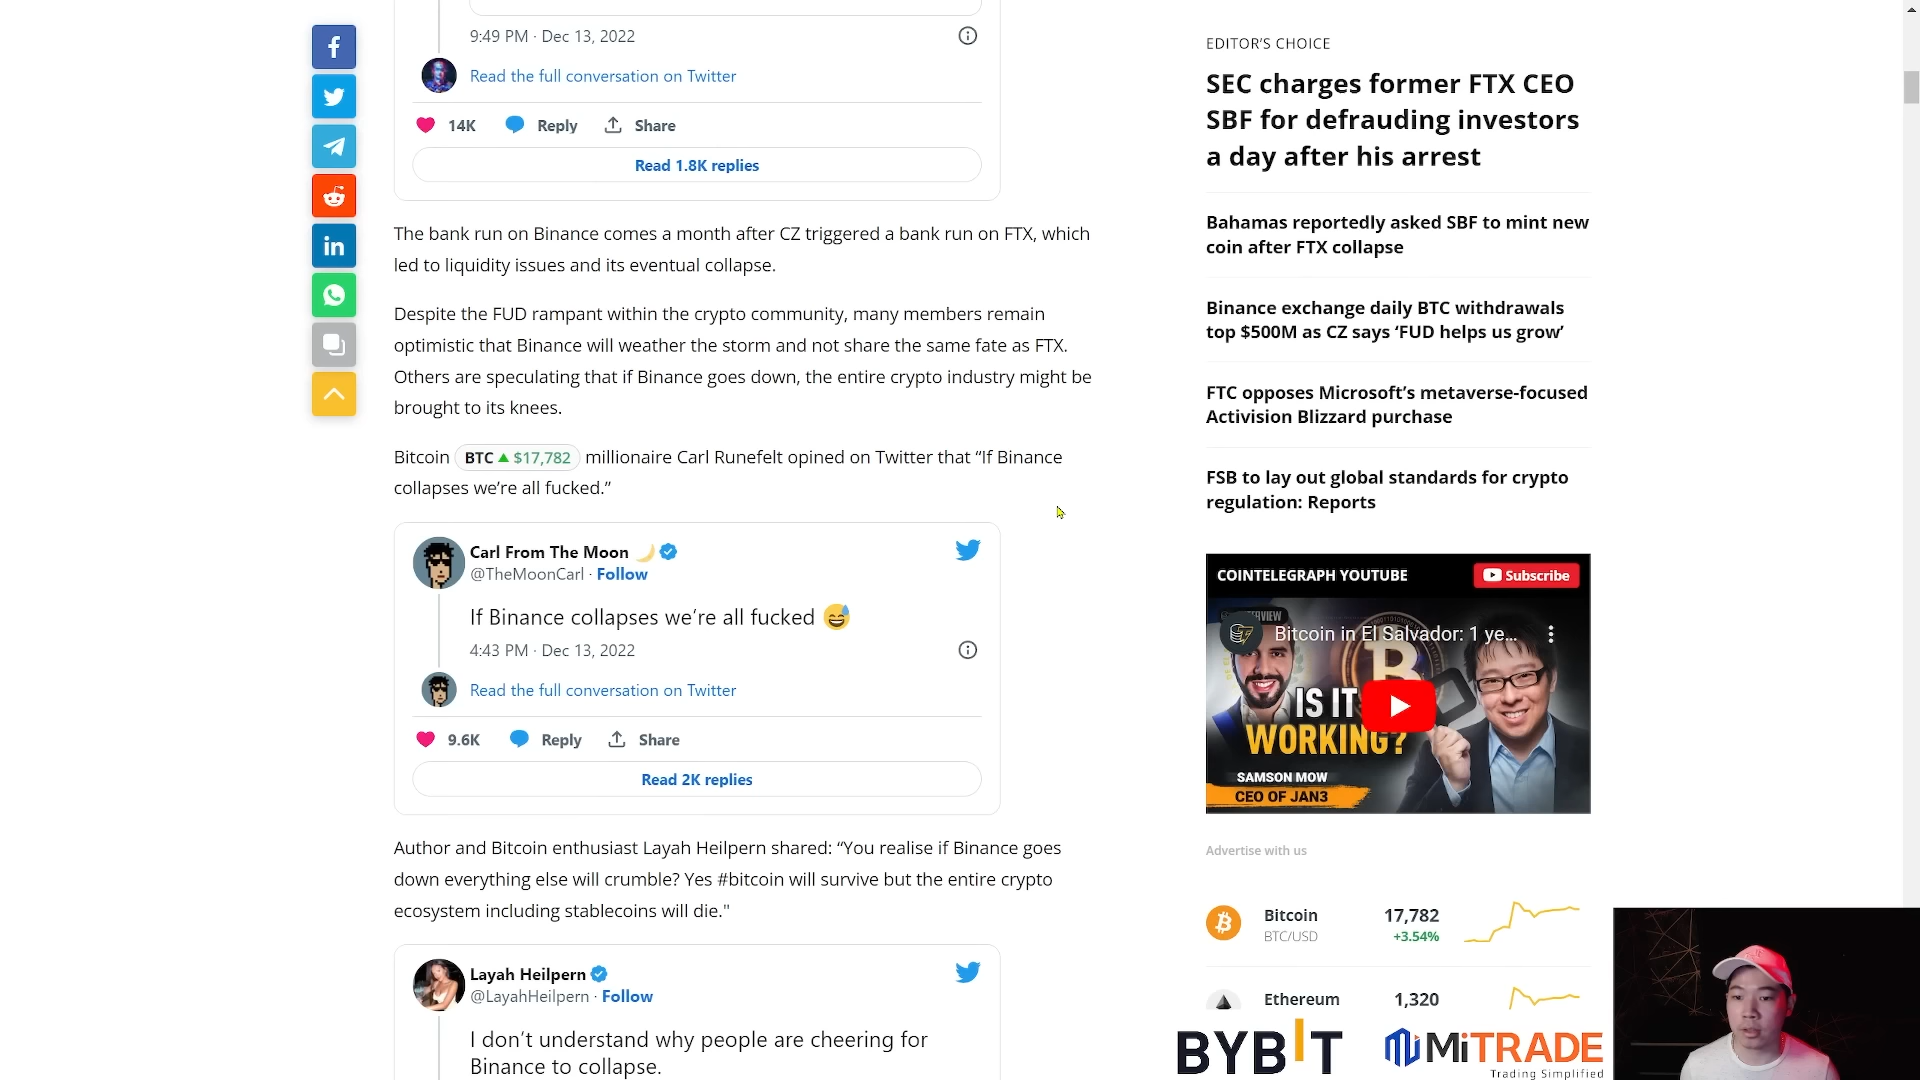 9:49 PM · Dec 13, 2022
Read the full conversation on Twitter
14K Reply Share
Read 1.8K replies
The bank run on Binance comes a month after CZ triggered a bank run on FTX, which
led to liquidity issues and its eventual collapse.
Despite the FUD rampant within the crypto community, many members remain
optimistic that Binance will weather the storm and not share the same fate as FTX.
Others are speculating that if Binance goes down, the entire crypto industry might be
brought to its knees.
Bitcoin BTC ▲ $17,782 millionaire Carl Runefelt opined on Twitter that “If Binance
collapses we’re all fucked.”
Carl From The Moon 🌙
@TheMoonCarl · Follow
If Binance collapses we’re all fucked 😅
4:43 PM · Dec 13, 2022
Read the full conversation on Twitter
9.6K Reply Share
Read 2K replies
Author and Bitcoin enthusiast Layah Heilpern shared: “You realise if Binance goes
down everything else will crumble? Yes #bitcoin will survive but the entire crypto
ecosystem including stablecoins will die."
Layah Heilpern
@LayahHeilpern · Follow
I don’t understand why people are cheering for
Binance to collapse.
EDITOR’S CHOICE
SEC charges former FTX CEO
SBF for defrauding investors
a day after his arrest
Bahamas reportedly asked SBF to mint new
coin after FTX collapse
Binance exchange daily BTC withdrawals
top $500M as CZ says ‘FUD helps us grow’
FTC opposes Microsoft’s metaverse-focused
Activision Blizzard purchase
FSB to lay out global standards for crypto
regulation: Reports
COINTELEGRAPH YOUTUBE
Subscribe
Bitcoin in El Salvador: 1 ye...
IS IT
WORKING?
SAMSON MOW
CEO OF JAN3
Advertise with us
Bitcoin 17,782
BTC/USD +3.54%
Ethereum 1,320
BYBIT
MiTRADE
Trading Simplified